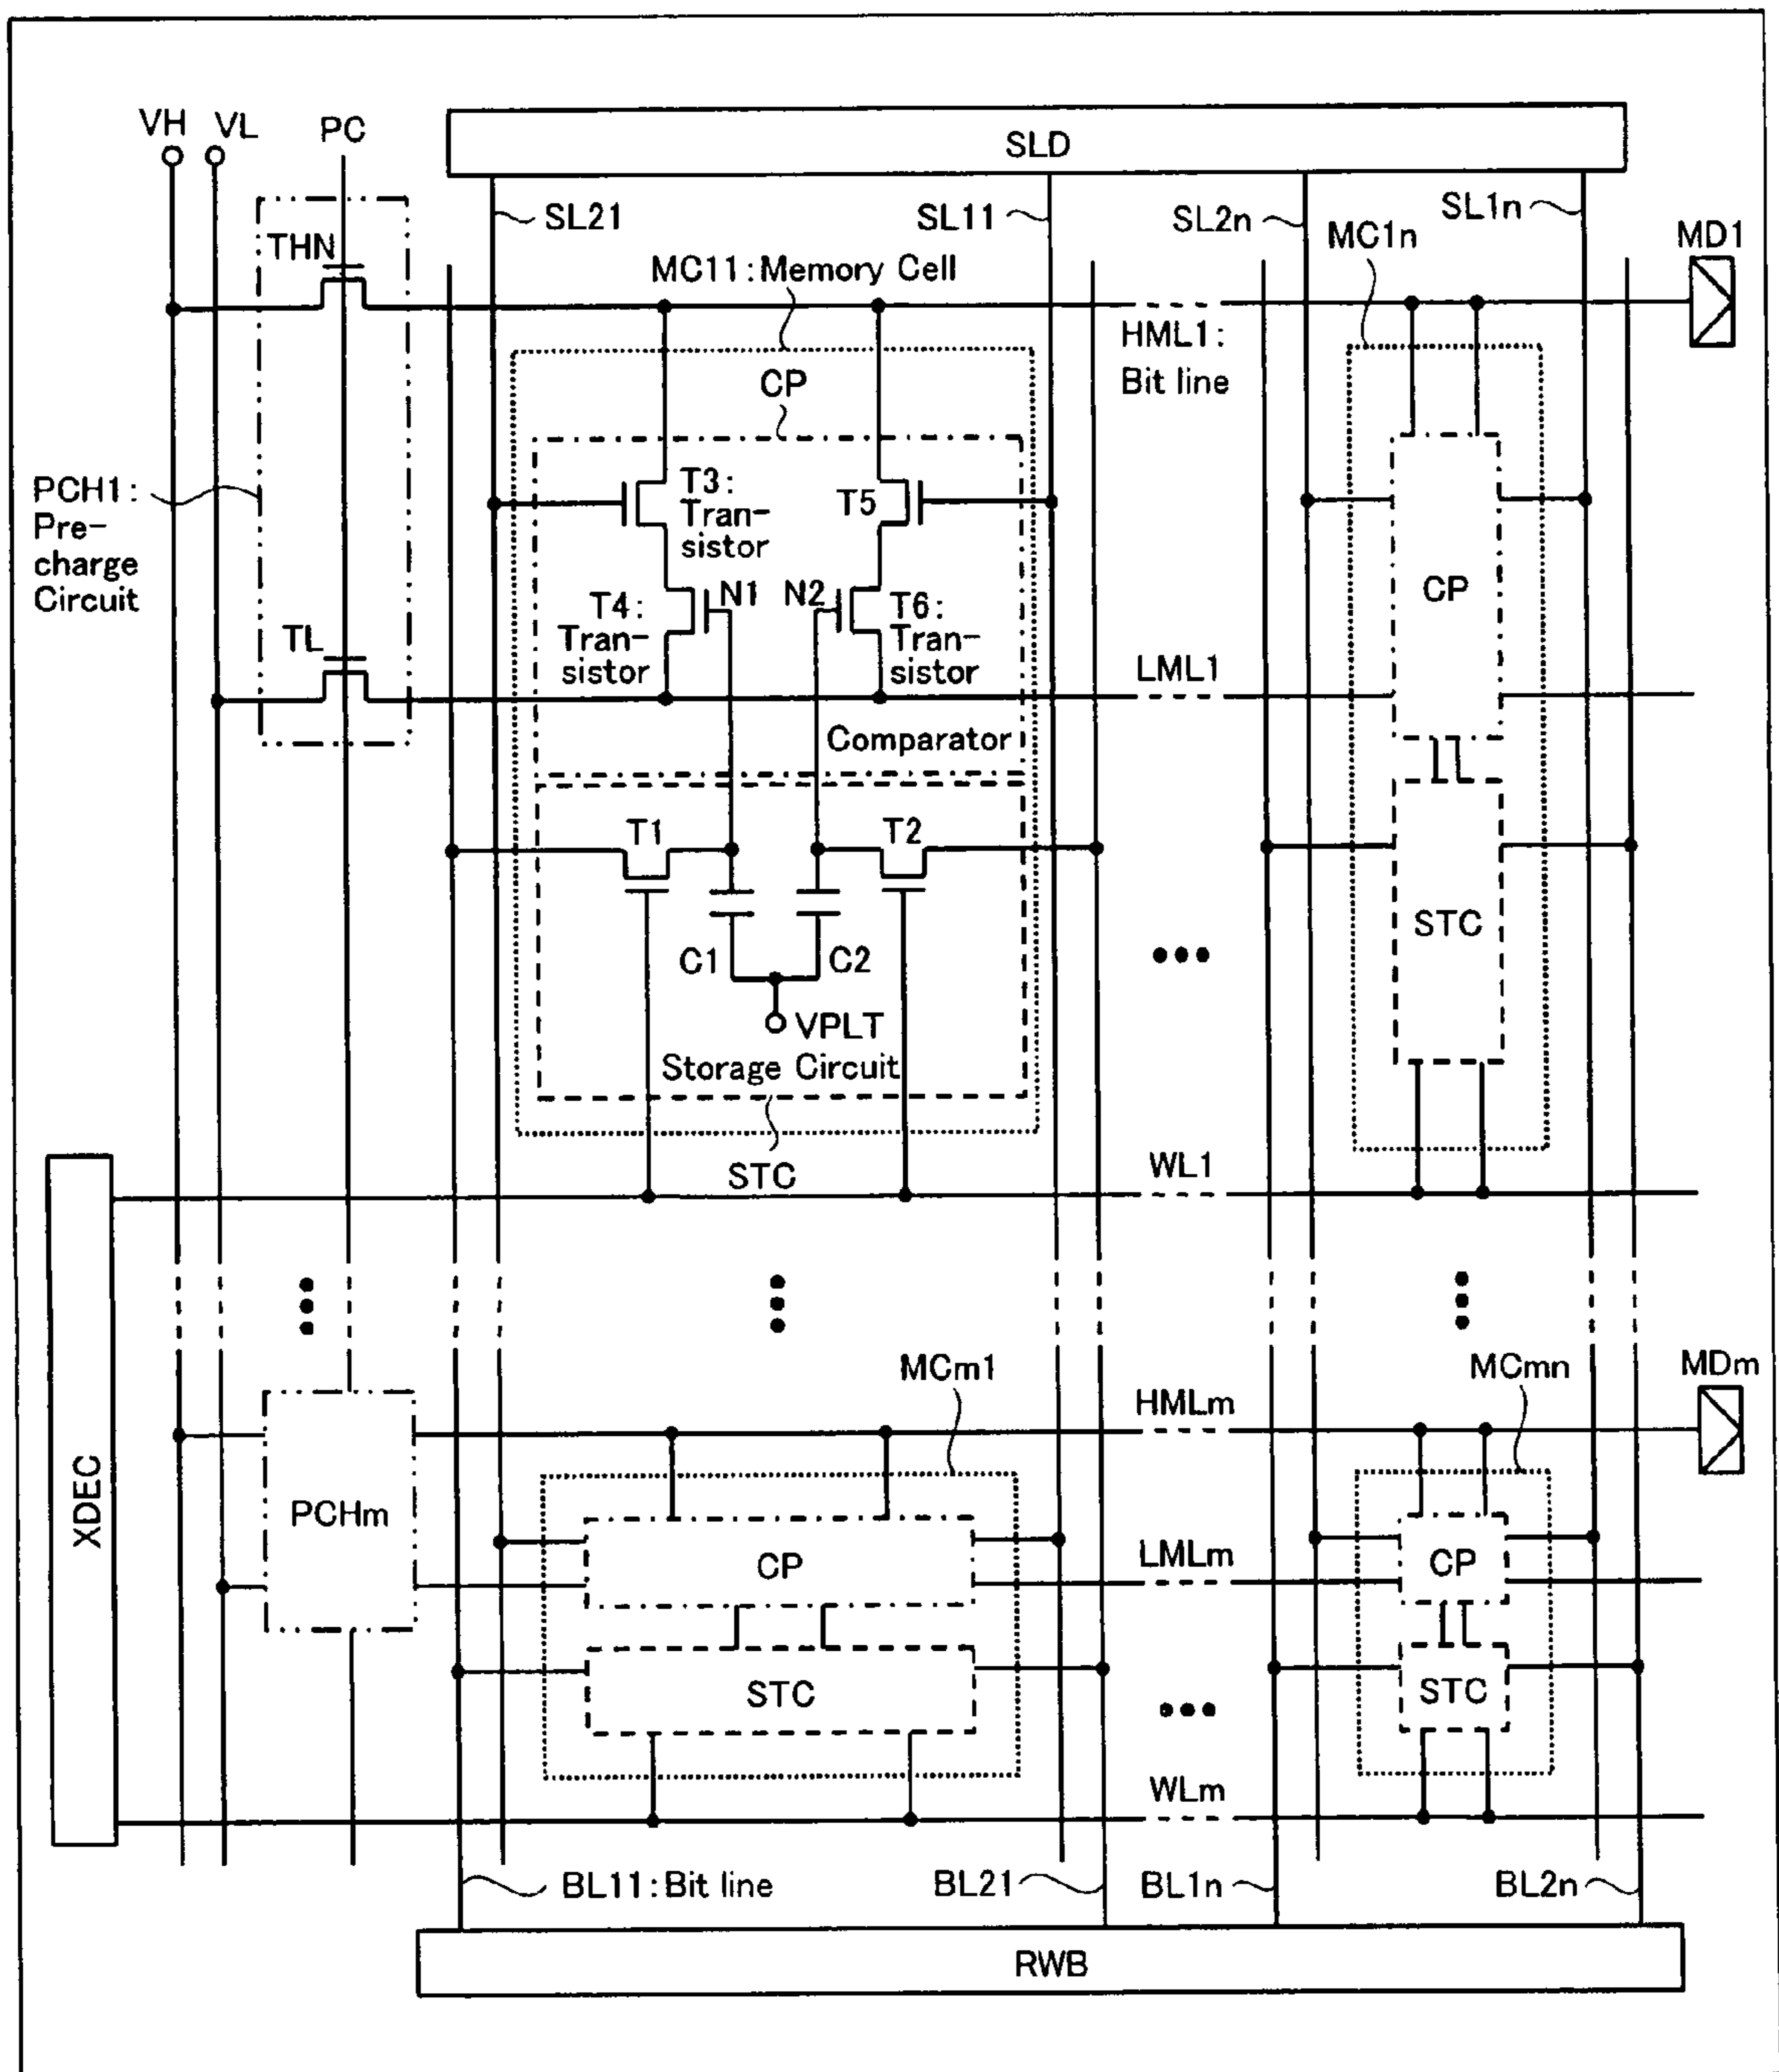 VH
VL
PC
SLD
SL21
SL11
SL2n
SL1n
MC1n
MD1
THN
MC11:Memory Cell
HML1:
Bit line
CP
PCH1:
Pre-
charge
Circuit
T3:
Tran-
sistor
T5
N1
N2
T4:
Tran-
sistor
T6:
Tran-
sistor
CP
TL
LML1
Comparator
T1
T2
C1
C2
STC
VPLT
Storage Circuit
STC
WL1
XDEC
MCm1
MCmn
MDm
HMLm
PCHm
CP
LMLm
CP
STC
STC
WLm
BL11:Bit line
BL21
BL1n
BL2n
RWB